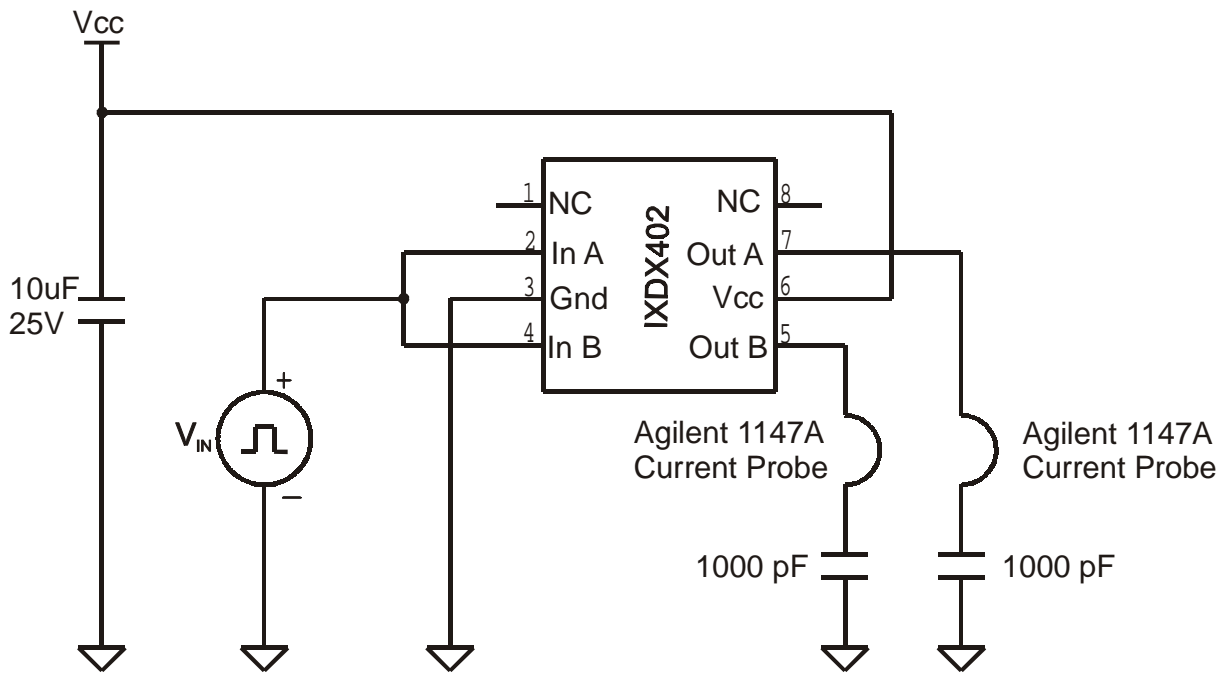 Vcc
10uF
25V
V_IN
+
−
1
NC
2
In A
3
Gnd
4
In B
IXDX402
NC
8
Out A
7
Vcc
6
Out B
5
Agilent 1147A
Current Probe
Agilent 1147A
Current Probe
1000 pF
1000 pF